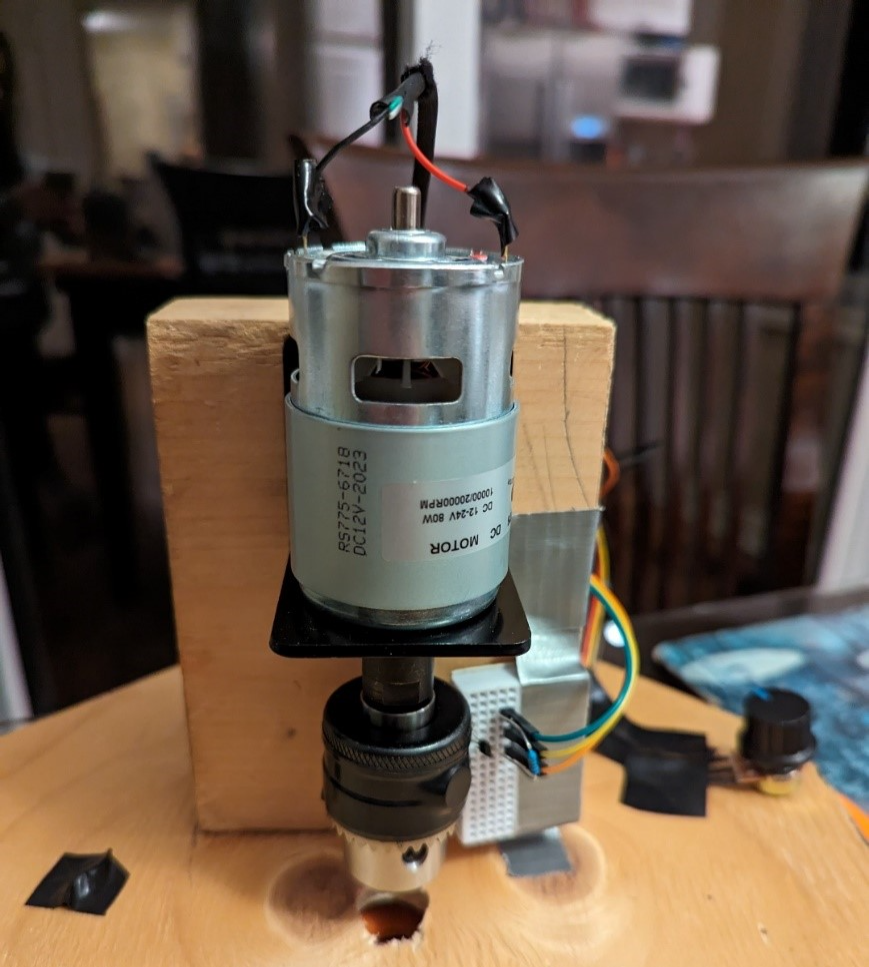 RS775-6718
DC12V-2023
DC MOTOR
DC 12-24V 80W
10000/20000RPM